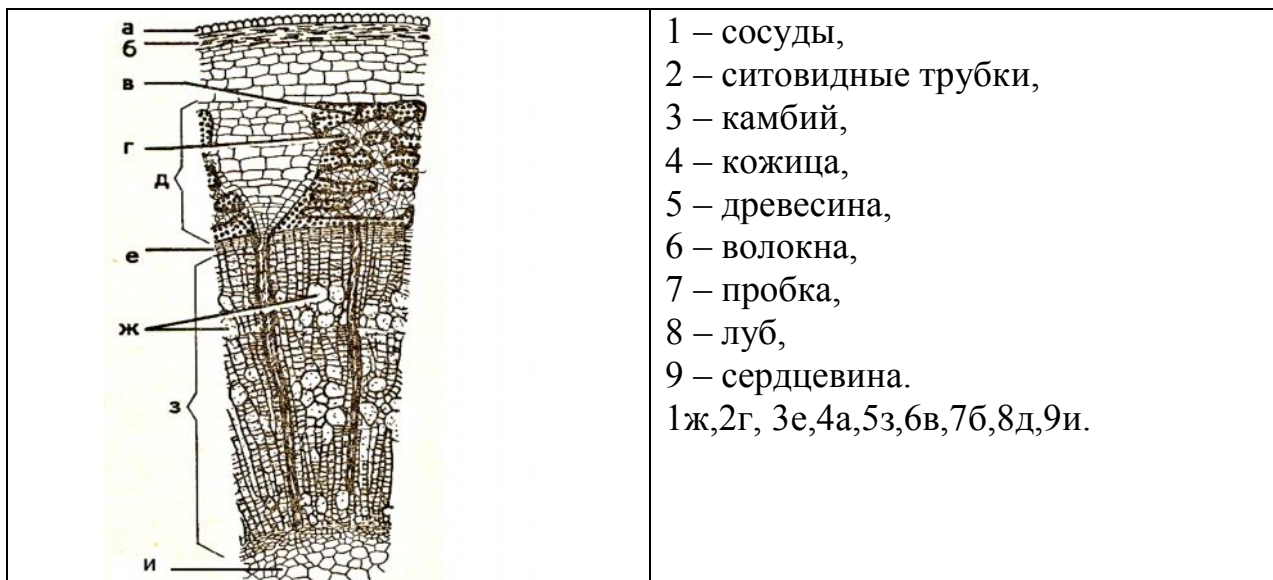 а
б
в
г
д
е
ж
з
и
1 – сосуды,
2 – ситовидные трубки,
3 – камбий,
4 – кожица,
5 – древесина,
6 – волокна,
7 – пробка,
8 – луб,
9 – сердцевина.
1ж,2г, 3е,4а,5з,6в,7б,8д,9и.